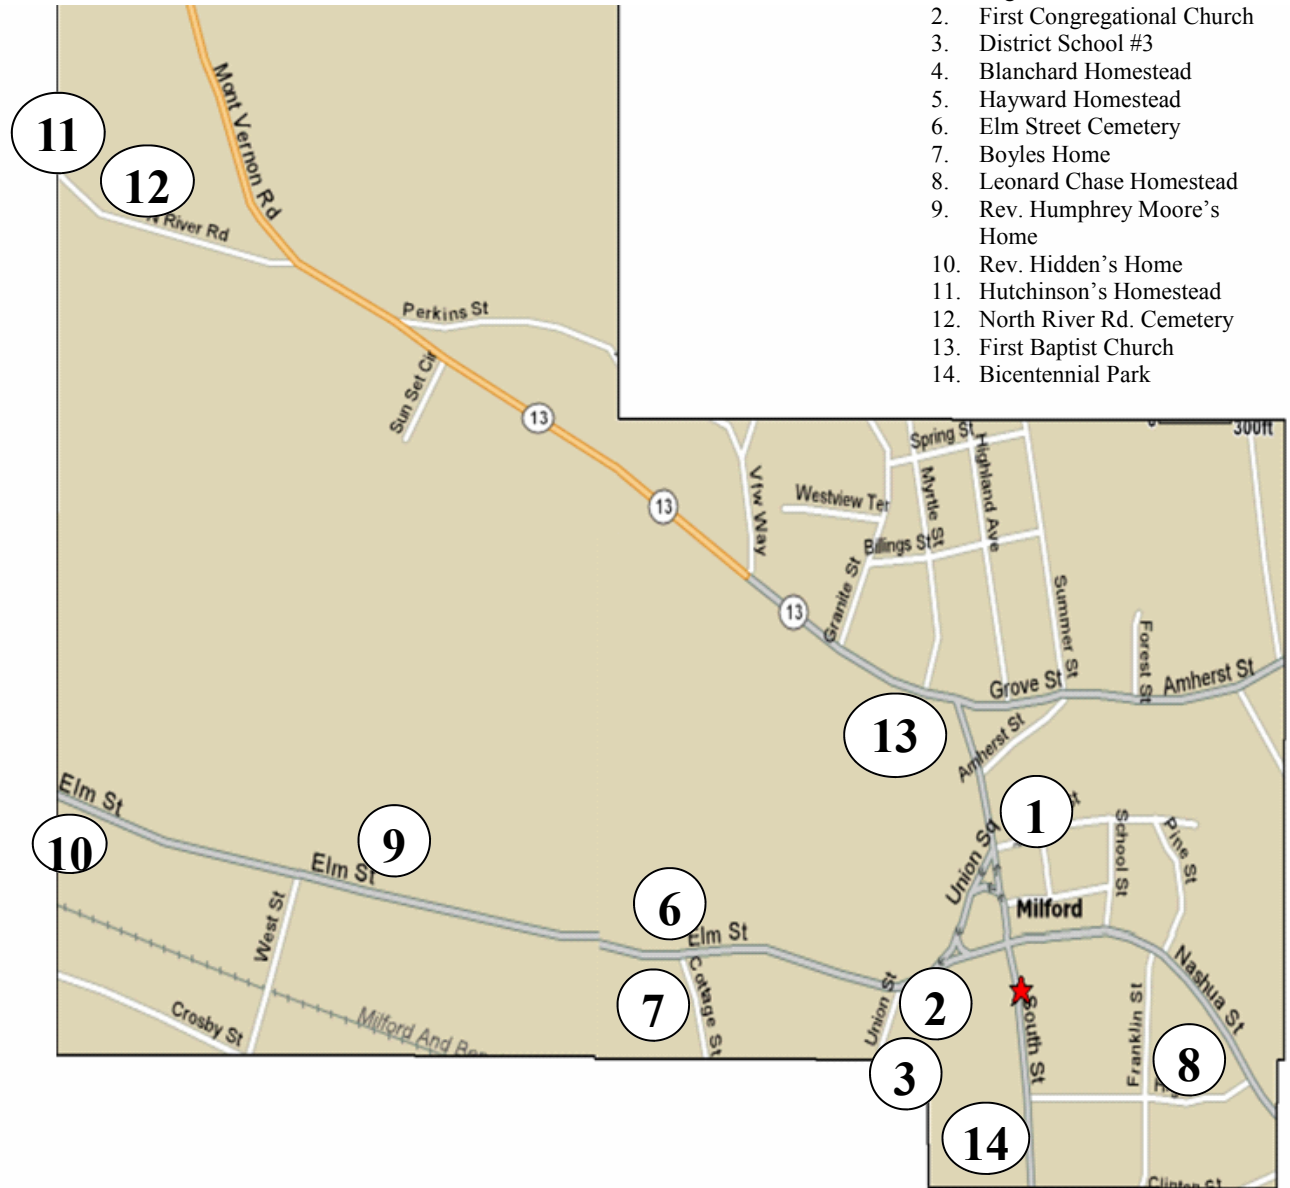 2. First Congregational Church
3. District School #3
4. Blanchard Homestead
5. Hayward Homestead
6. Elm Street Cemetery
7. Boyles Home
8. Leonard Chase Homestead
9. Rev. Humphrey Moore’s
Home
10. Rev. Hidden’s Home
11. Hutchinson’s Homestead
12. North River Rd. Cemetery
13. First Baptist Church
14. Bicentennial Park
Mont Vernon Rd
11
12
N River Rd
Perkins St
Sun Set Cir
13
300ft
Spring St
Highland Ave
Myrtle St
Vfw Way
Westview Ter
13
Billings St
Granite St
13
Summer St
Forest St
Grove St
Amherst St
13
Amherst St
Elm St
10
9
Elm St
1
Union Sq
School St
Pine St
6
Milford
West St
Elm St
Cottage St
7
Union St
2
South St
Franklin St
Nashua St
Crosby St
Milford And
3
8
14
Clinton St